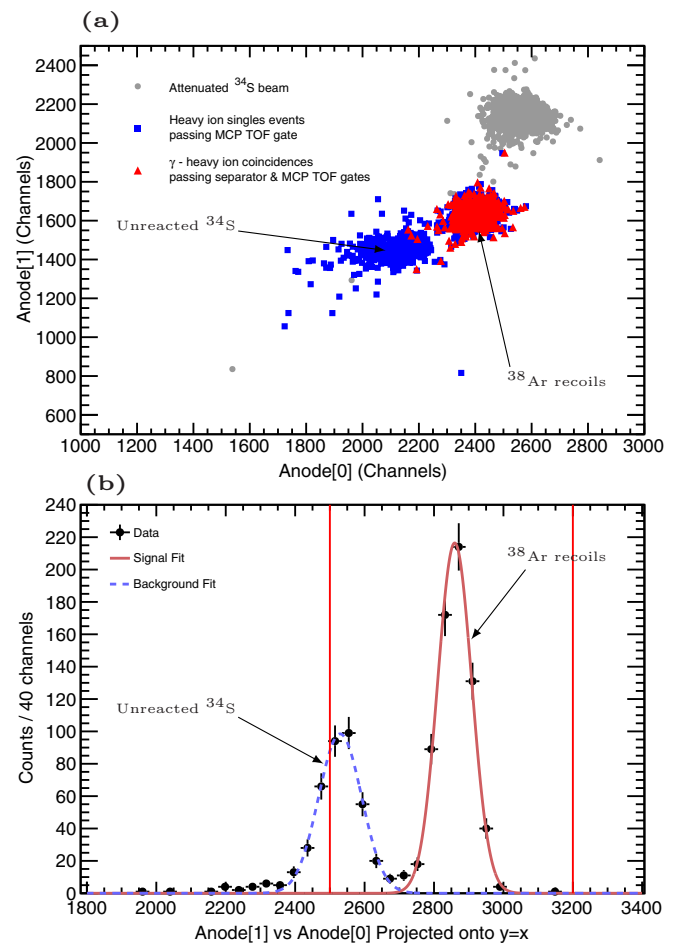 (a)
Anode[1] (Channels)
2400
2200
2000
1800
1600
1400
1200
1000
800
600
Attenuated ³⁴S beam
Heavy ion singles events
passing MCP TOF gate
γ - heavy ion coincidences
passing separator & MCP TOF gates
Unreacted ³⁴S
³⁸Ar recoils
1000 1200 1400 1600 1800 2000 2200 2400 2600 2800 3000
Anode[0] (Channels)
(b)
Counts / 40 channels
240
220
200
180
160
140
120
100
80
60
40
20
0
Data
Signal Fit
Background Fit
³⁸Ar recoils
Unreacted ³⁴S
1800 2000 2200 2400 2600 2800 3000 3200 3400
Anode[1] vs Anode[0] Projected onto y=x